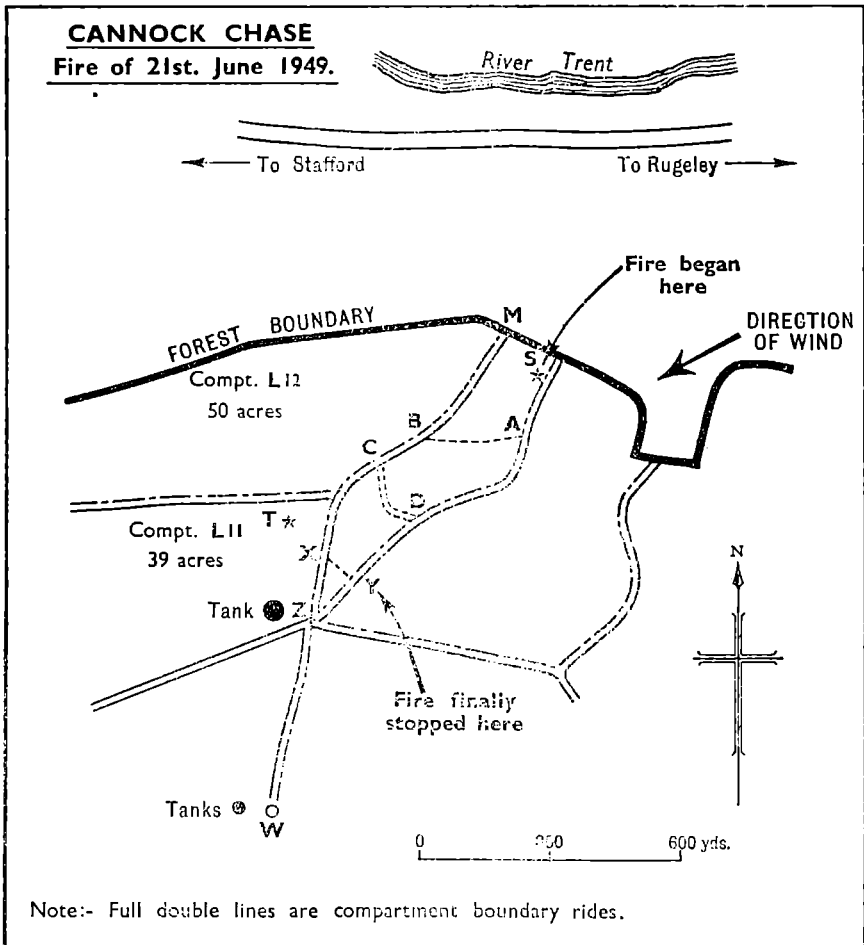 CANNOCK CHASE
Fire of 21st. June 1949.
River Trent
To Stafford
To Rugeley
Fire began
here
DIRECTION
OF WIND
M
FOREST BOUNDARY
S
Compt. L12
50 acres
B
A
C
D
T
Compt. L11
39 acres
X
Y
Tank
Z
N
Fire finally
stopped here
Tanks
W
0 300 600 yds.
Note:- Full double lines are compartment boundary rides.